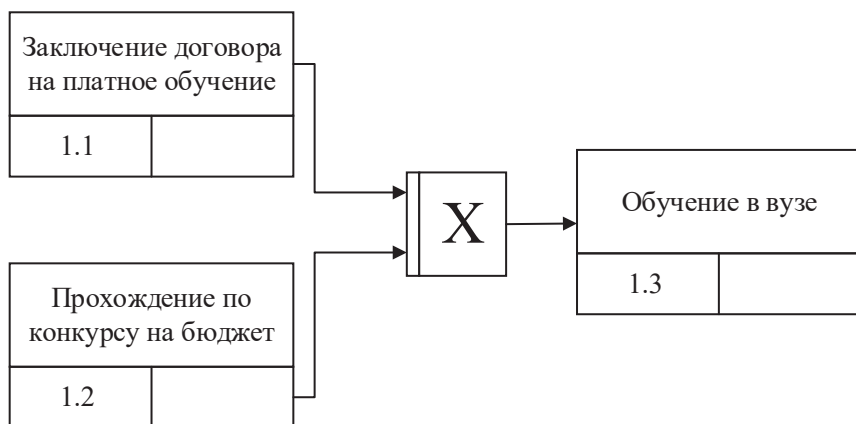 Заключение договора
на платное обучение
1.1
Прохождение по
конкурсу на бюджет
1.2
X
Обучение в вузе
1.3